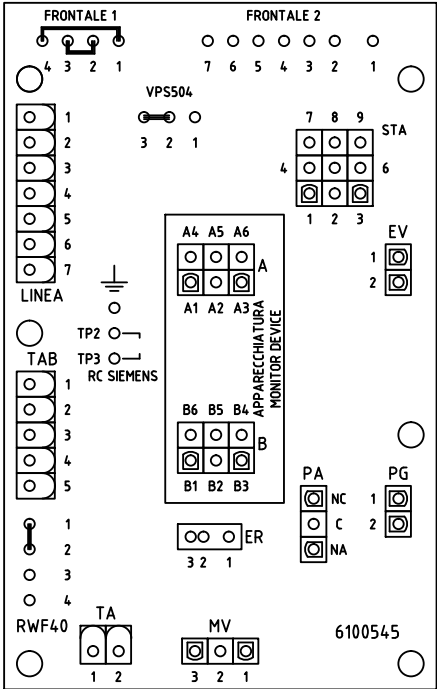 FRONTALE 1
FRONTALE 2
4 3 2 1
7 6 5 4 3 2 1
VPS504
3 2 1
1
2
3
4
5
6
7
LINEA
7 8 9
STA
4
6
1 2 3
EV
1
2
A4 A5 A6
A
A1 A2 A3
APPARECCHIATURA
MONITOR DEVICE
TP2
TP3
RC SIEMENS
TAB
1
2
3
4
5
B6 B5 B4
B
B1 B2 B3
PA
NC
C
NA
PG
1
2
ER
3 2 1
1
2
3
4
RWF40
TA
1 2
MV
3 2 1
6100545